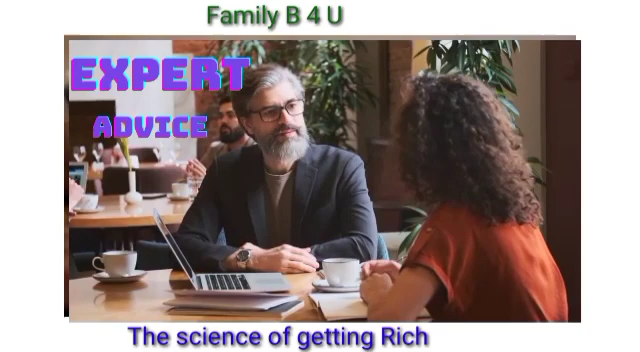 Family B 4 U
EXPERT
ADVICE
The science of getting Rich